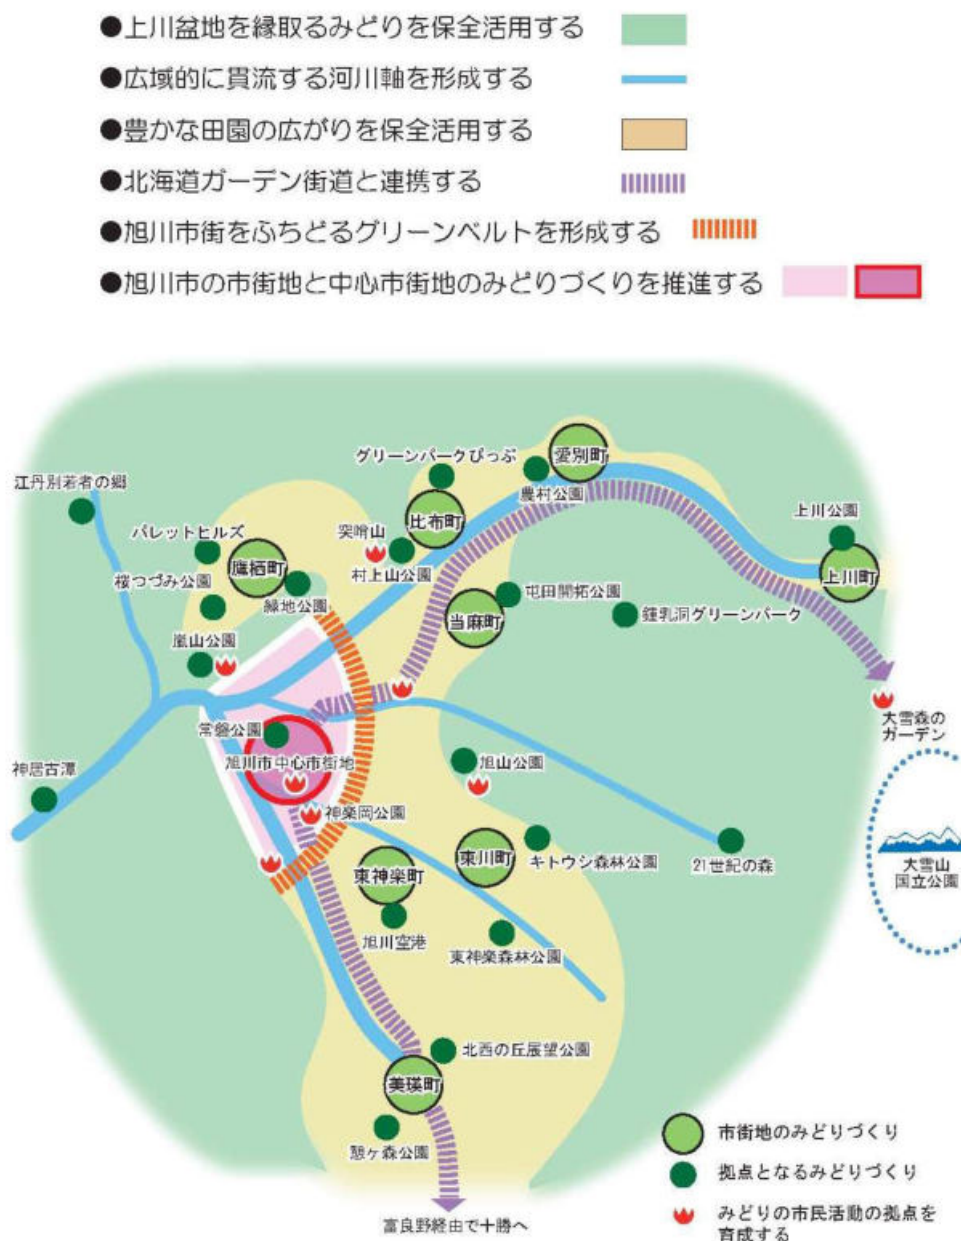 ●上川盆地を縁取るみどりを保全活用する
●広域的に貫流する河川軸を形成する
●豊かな田園の広がりを保全活用する
●北海道ガーデン街道と連携する
●旭川市街をふちどるグリーンベルトを形成する
●旭川市の市街地と中心市街地のみどりづくりを推進する
愛別町
グリーンパークぴっぷ
江丹別若者の郷
農村公園
上川公園
比布町
突哨山
パレットヒルズ
鷹栖町
村上山公園
上川町
桜つづみ公園
緑地公園
屯田開拓公園
鍾乳洞グリーンパーク
当麻町
嵐山公園
大雪森の
ガーデン
常盤公園
旭川市中心市街地
旭山公園
神居古潭
神楽岡公園
東川町
キトウシ森林公園
21世紀の森
大雪山
国立公園
東神楽町
旭川空港
東神楽森林公園
北西の丘展望公園
美瑛町
憩ヶ森公園
富良野経由で十勝へ
市街地のみどりづくり
拠点となるみどりづくり
みどりの市民活動の拠点を
育成する